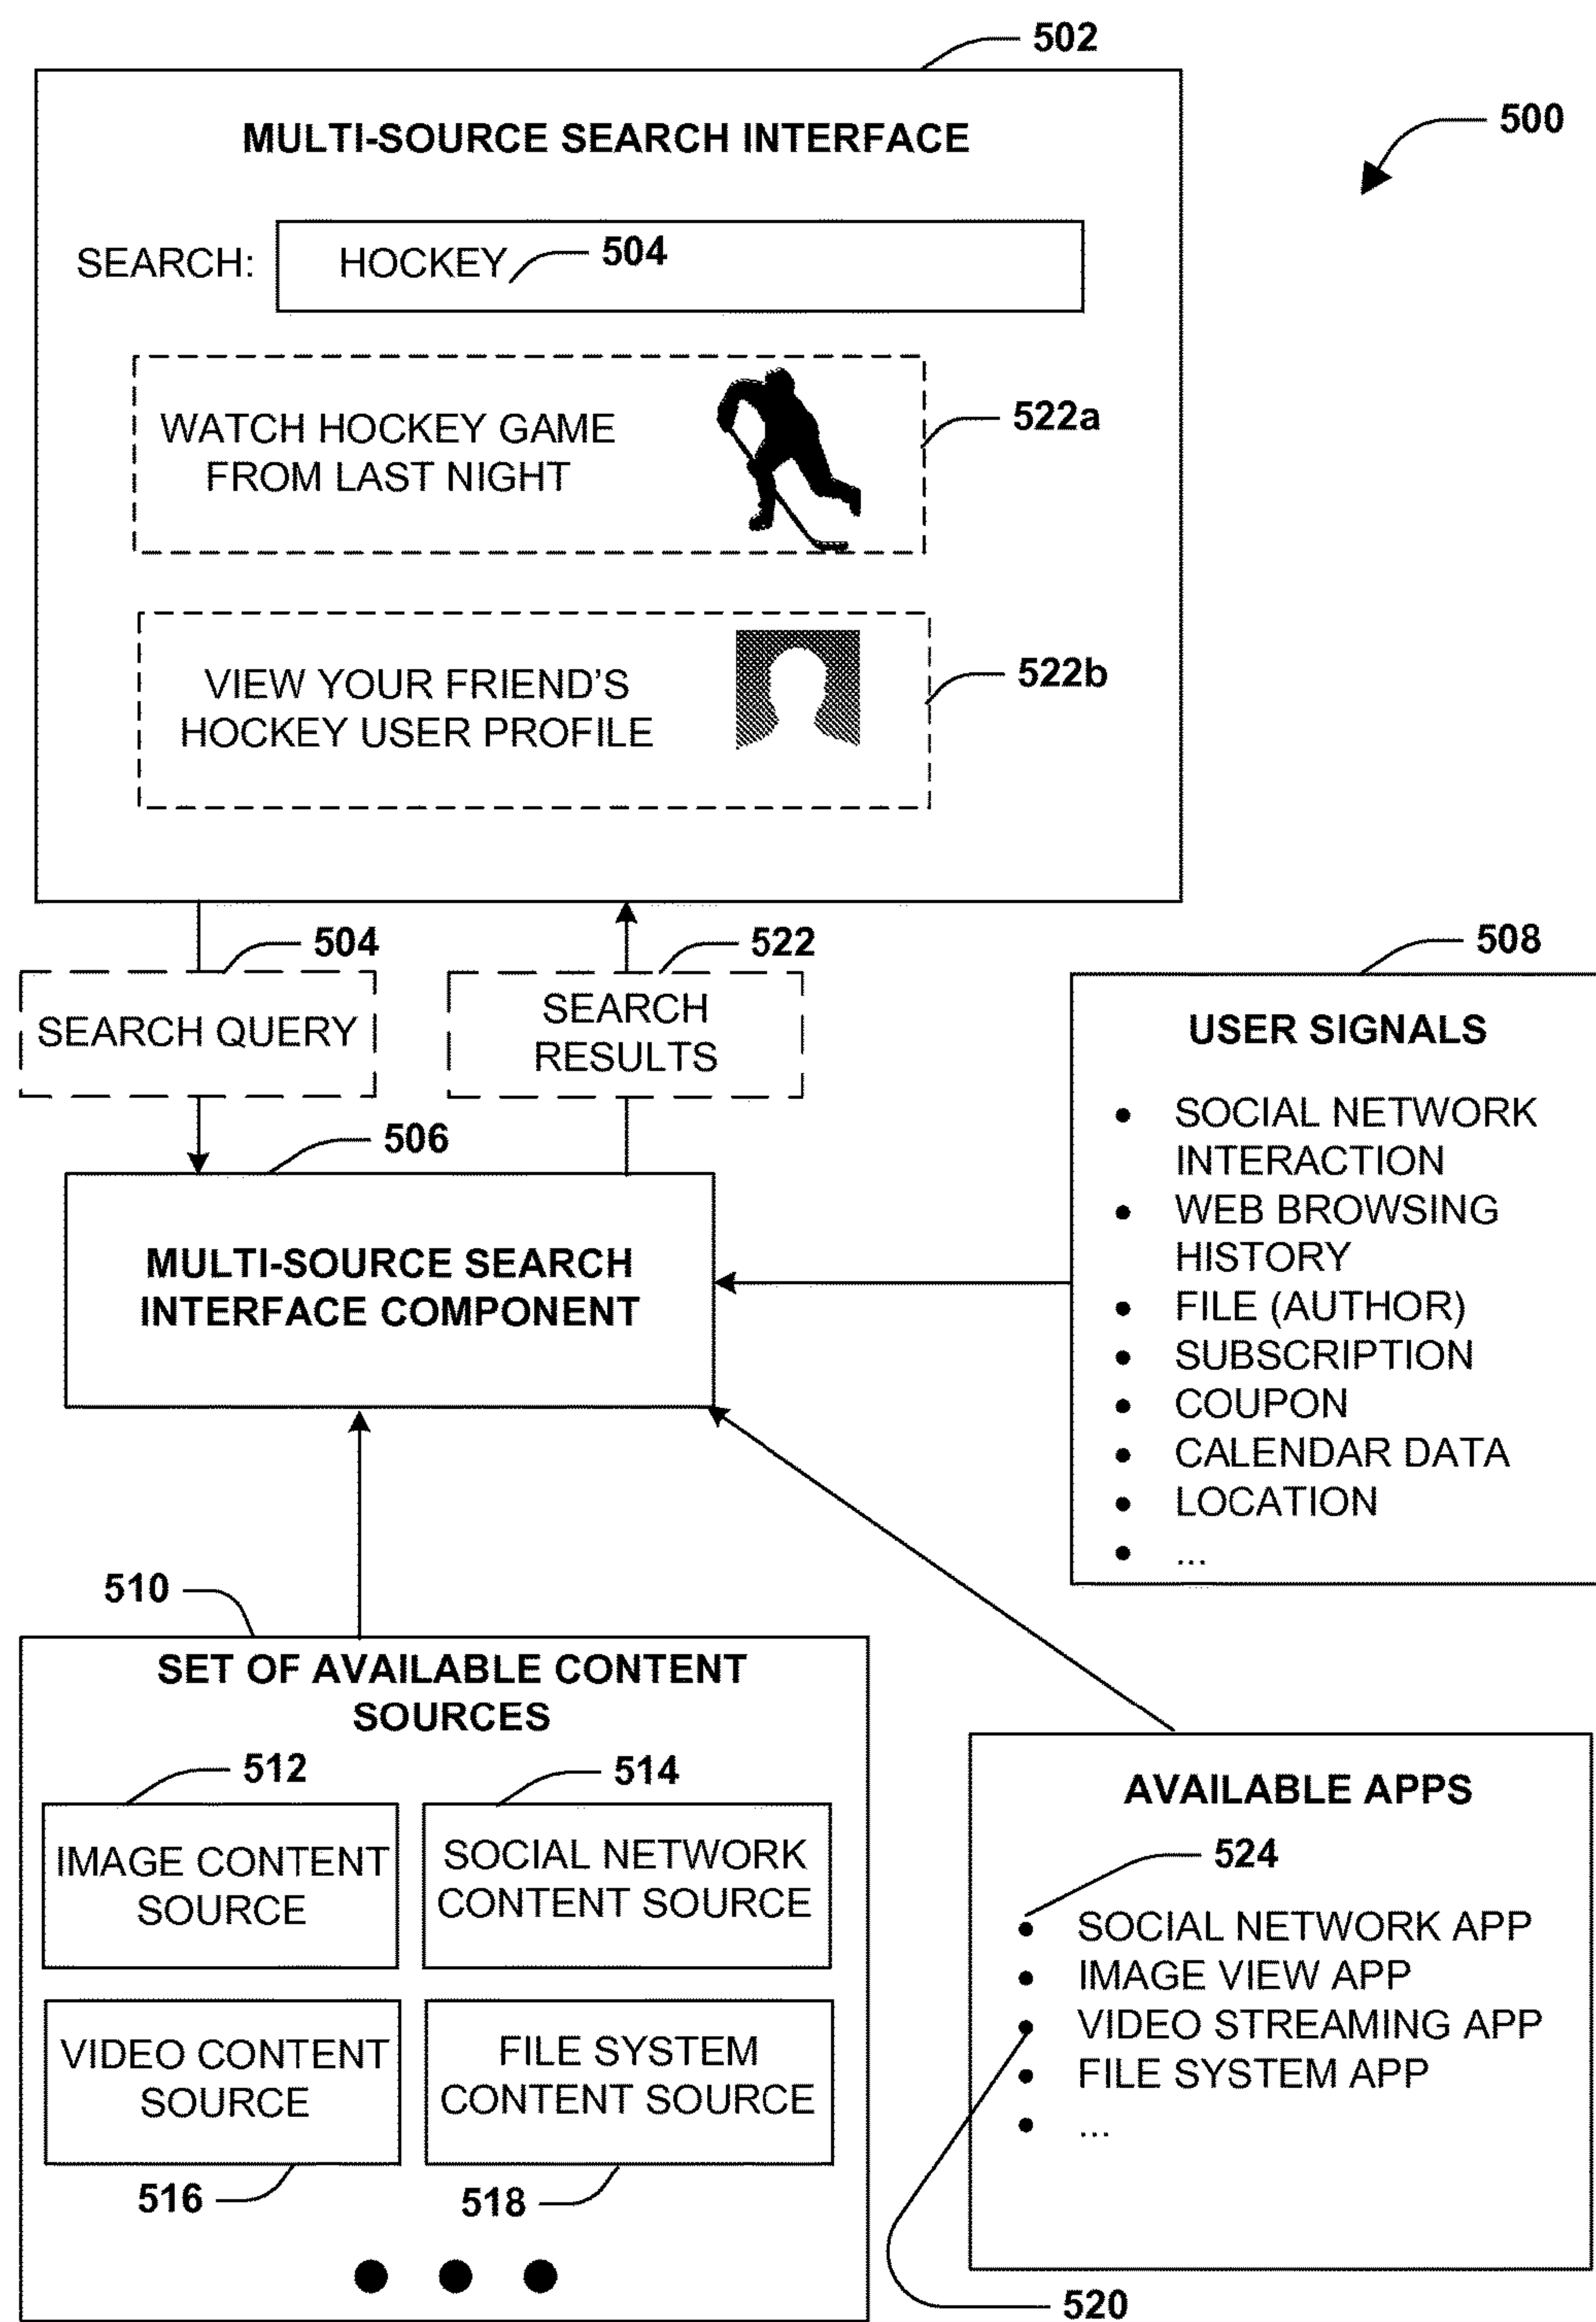 502
500
MULTI-SOURCE SEARCH INTERFACE
SEARCH:
HOCKEY
504
WATCH HOCKEY GAME
FROM LAST NIGHT
522a
VIEW YOUR FRIEND'S
HOCKEY USER PROFILE
522b
504
522
SEARCH QUERY
SEARCH
RESULTS
508
USER SIGNALS
• SOCIAL NETWORK
INTERACTION
• WEB BROWSING
HISTORY
• FILE (AUTHOR)
• SUBSCRIPTION
• COUPON
• CALENDAR DATA
• LOCATION
• ...
506
MULTI-SOURCE SEARCH
INTERFACE COMPONENT
510
SET OF AVAILABLE CONTENT
SOURCES
512
514
IMAGE CONTENT
SOURCE
SOCIAL NETWORK
CONTENT SOURCE
VIDEO CONTENT
SOURCE
FILE SYSTEM
CONTENT SOURCE
516
518
AVAILABLE APPS
524
• SOCIAL NETWORK APP
• IMAGE VIEW APP
• VIDEO STREAMING APP
• FILE SYSTEM APP
• ...
520